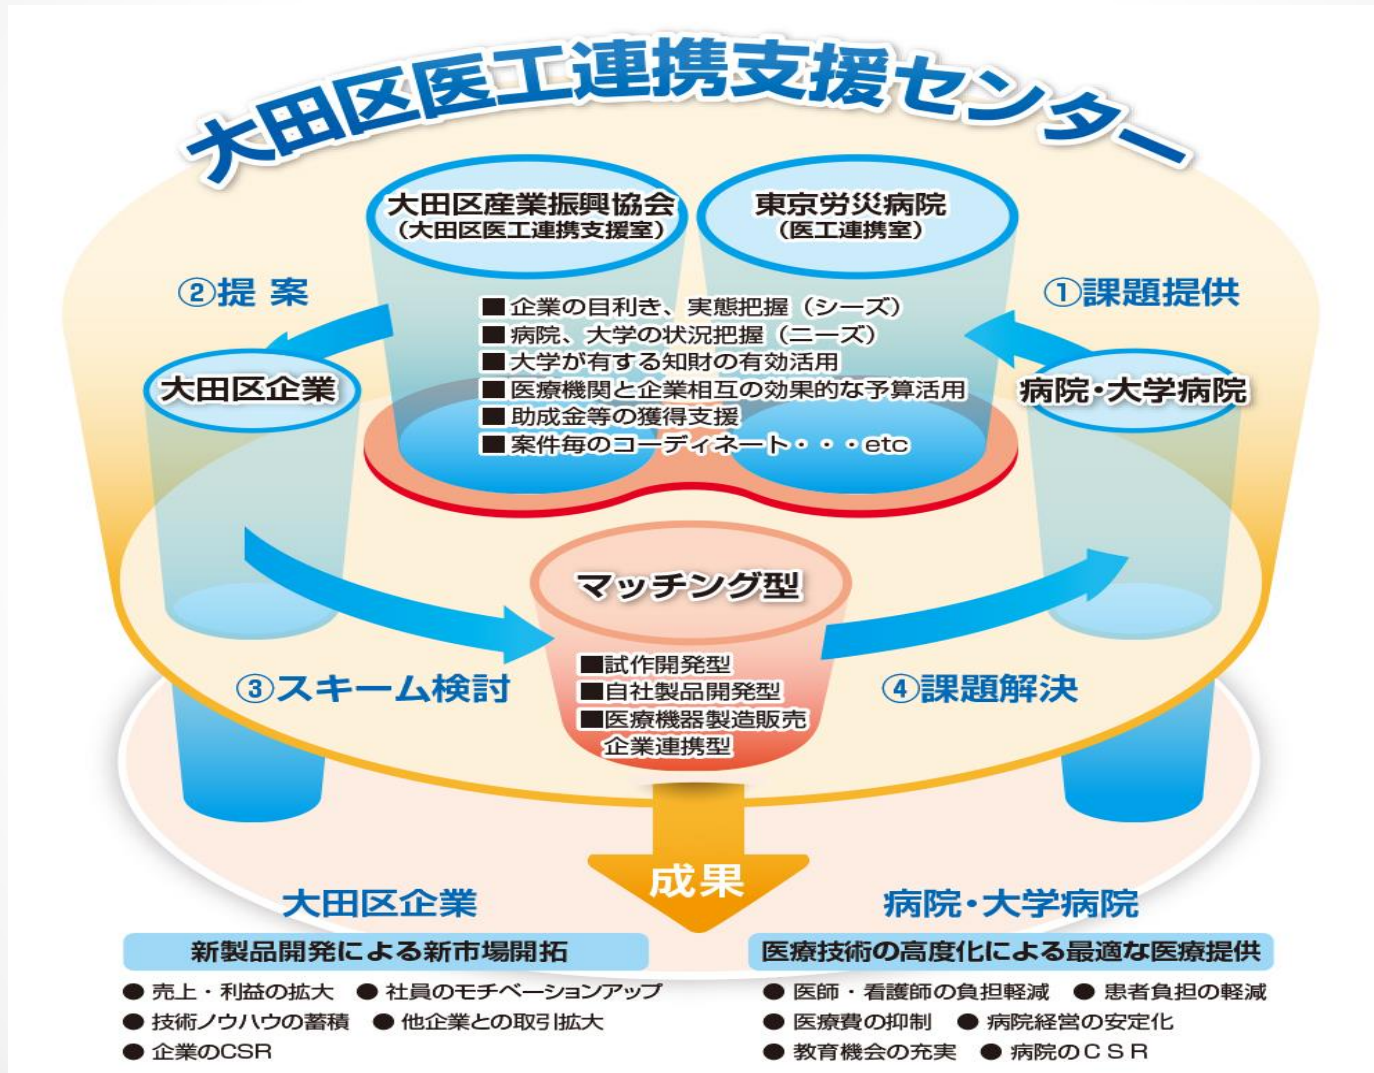 大田区医工連携支援センター
大田区産業振興協会
(大田区医工連携支援室)
東京労災病院
(医工連携室)
②提 案
①課題提供
■企業の目利き、実態把握(シーズ)
■病院、大学の状況把握(ニーズ)
■大学が有する知財の有効活用
■医療機関と企業相互の効果的な予算活用
■助成金等の獲得支援
■案件毎のコーディネート・・・etc
大田区企業
病院・大学病院
マッチング型
■試作開発型
■自社製品開発型
■医療機器製造販売
企業連携型
③スキーム検討
④課題解決
成果
大田区企業
新製品開発による新市場開拓
● 売上・利益の拡大 ● 社員のモチベーションアップ
● 技術ノウハウの蓄積 ● 他企業との取引拡大
● 企業のCSR
病院・大学病院
医療技術の高度化による最適な医療提供
● 医師・看護師の負担軽減 ● 患者負担の軽減
● 医療費の抑制 ● 病院経営の安定化
● 教育機会の充実 ● 病院のCSR